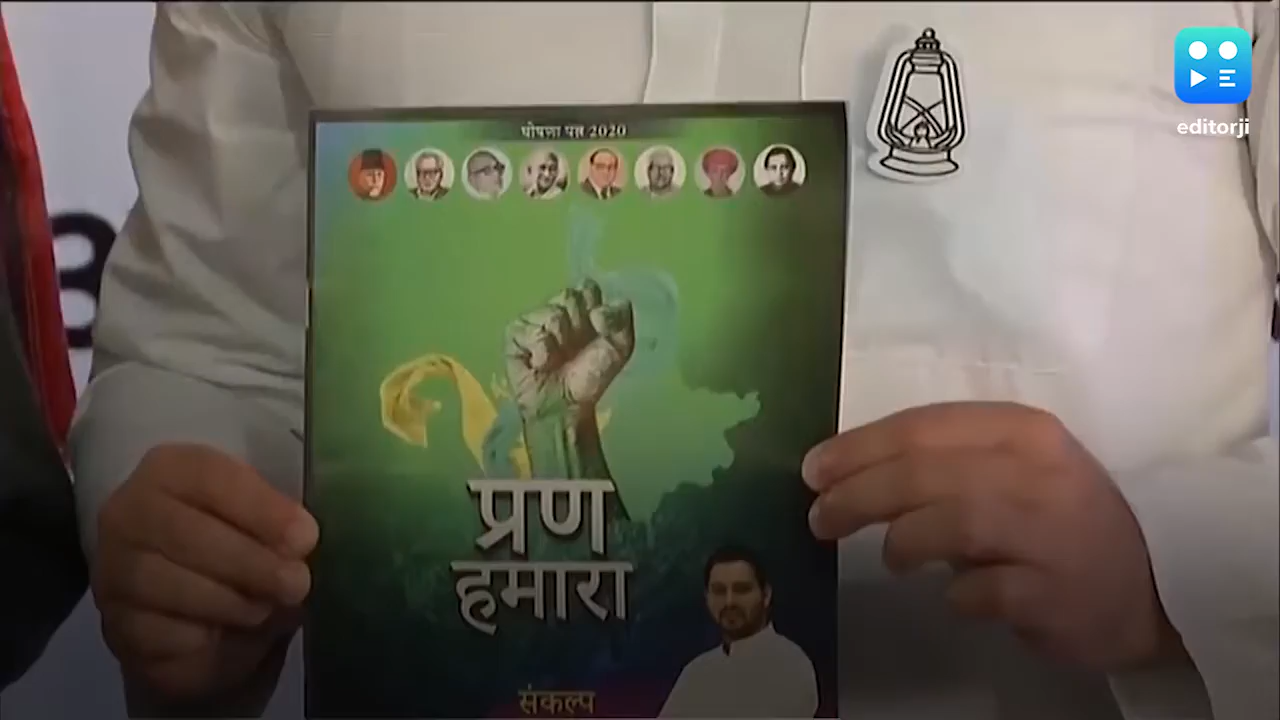 घोषणा पत्र 2020
प्रण
हमारा
संकल्प
editorji